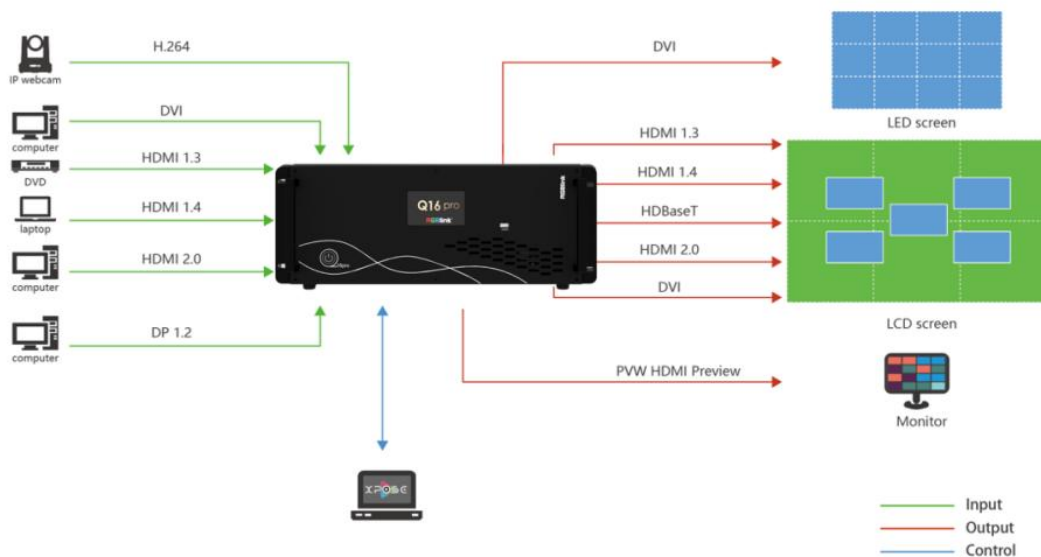 H.264
IP webcam
DVI
computer
HDMI 1.3
DVD
HDMI 1.4
laptop
HDMI 2.0
computer
DP 1.2
computer
Q16 pro
RGBlink
RGBlink
XPOSE
DVI
LED screen
HDMI 1.3
HDMI 1.4
HDBaseT
HDMI 2.0
DVI
LCD screen
PVW HDMI Preview
Monitor
Input
Output
Control